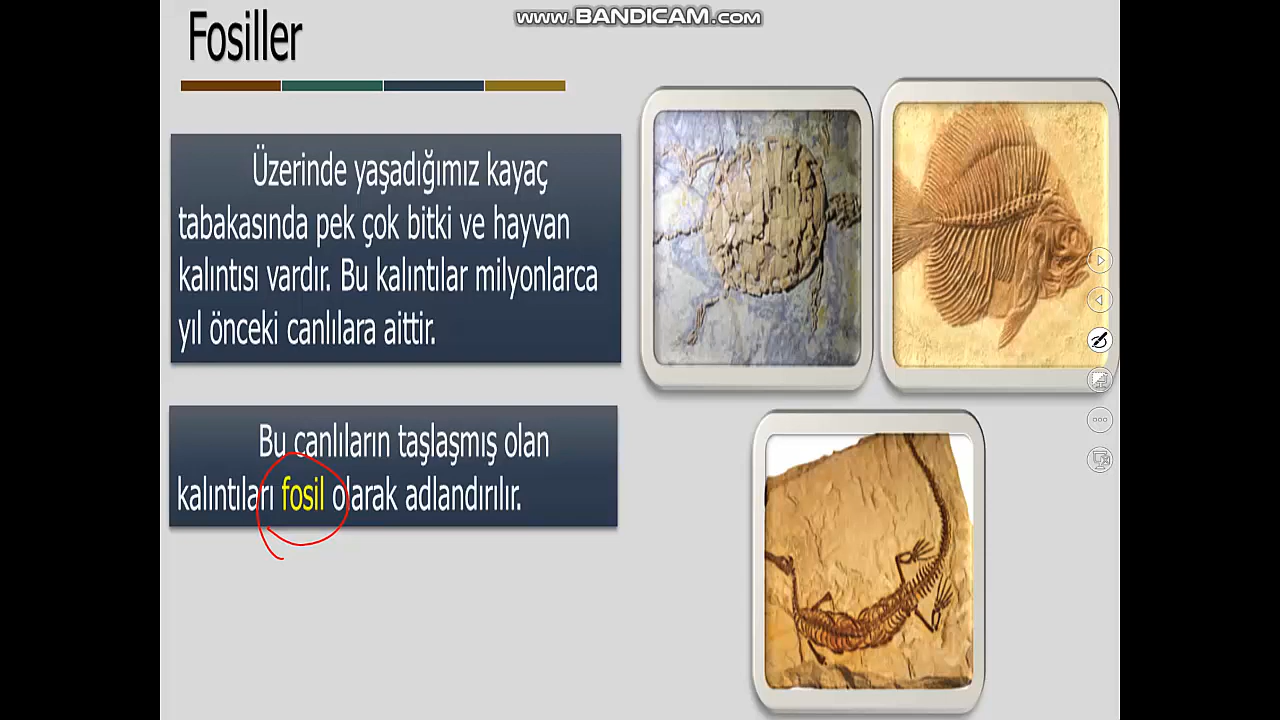 www.BANDICAM.com
Fosiller
Üzerinde yaşadığımız kayaç
tabakasında pek çok bitki ve hayvan
kalıntısı vardır. Bu kalıntılar milyonlarca
yıl önceki canlılara aittir.
Bu canlıların taşlaşmış olan
kalıntıları fosil olarak adlandırılır.